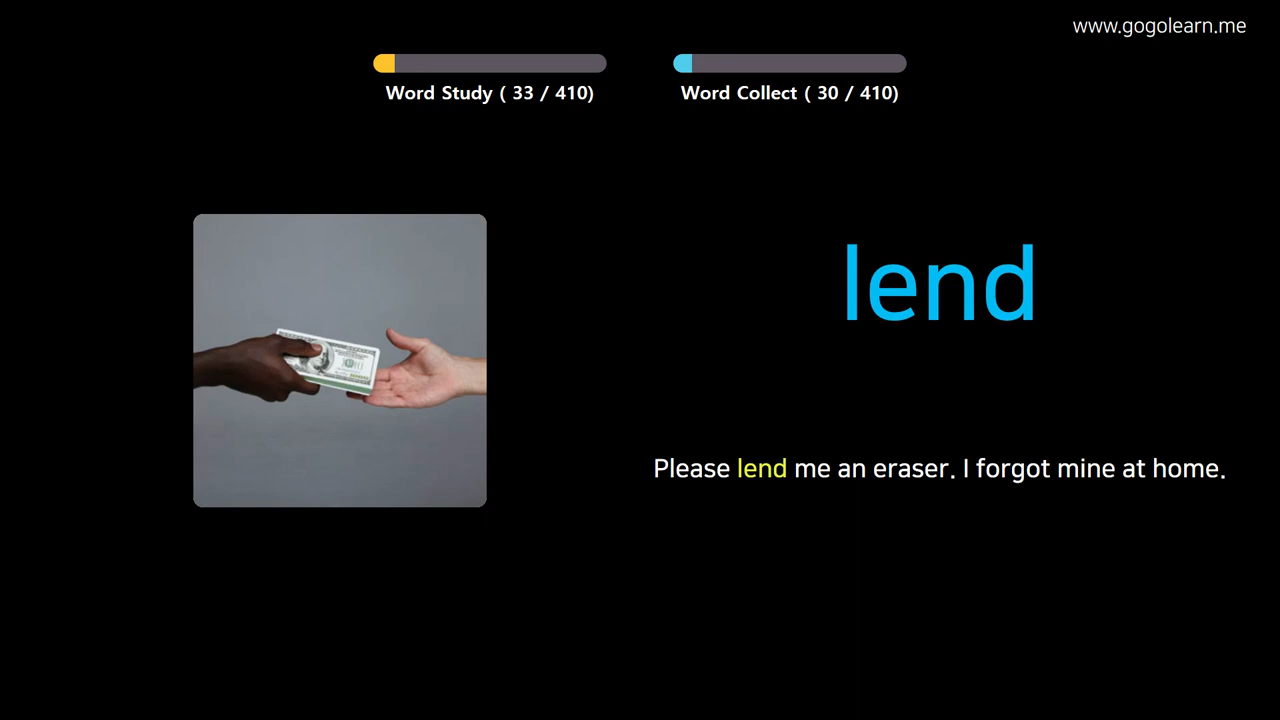 www.gogolearn.me
Word Study ( 33 / 410)
Word Collect ( 30 / 410)
lend
Please lend me an eraser. I forgot mine at home.